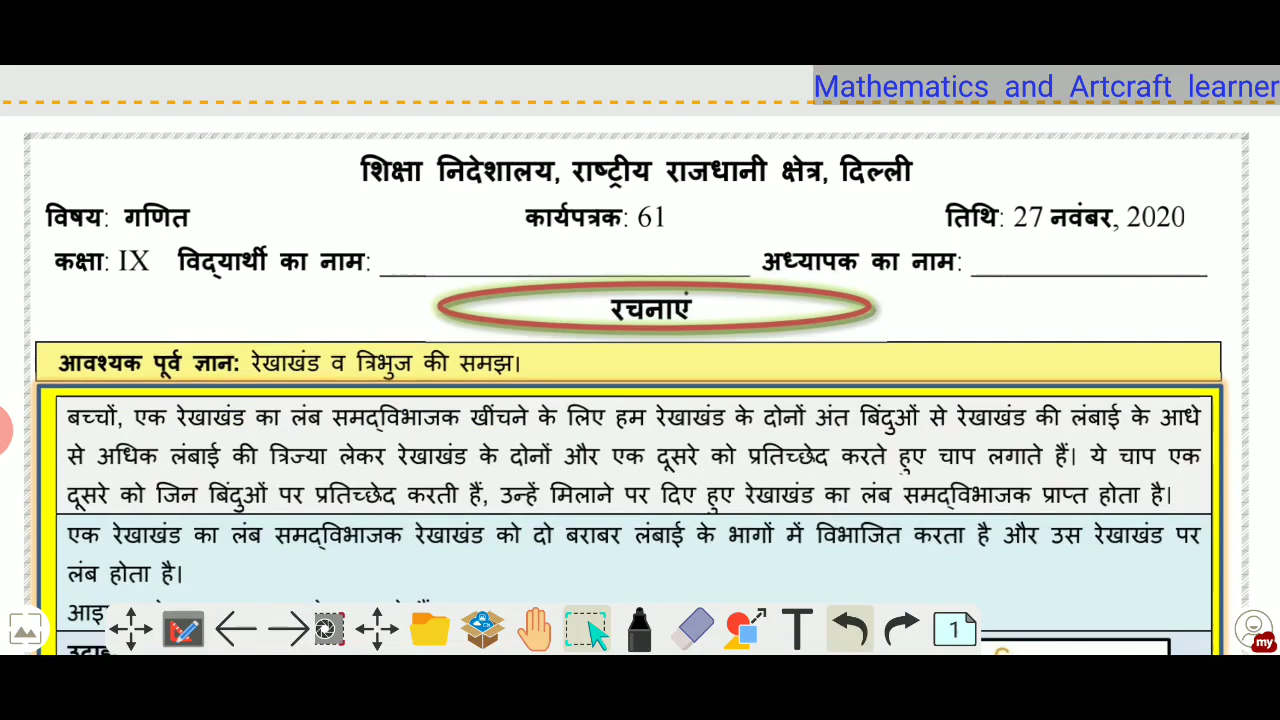 Mathematics and Artcraft learner
शिक्षा निदेशालय, राष्ट्रीय राजधानी क्षेत्र, दिल्ली
विषय: गणित कार्यपत्रक: 61 तिथि: 27 नवंबर, 2020
कक्षा: IX विद्यार्थी का नाम: ______ अध्यापक का नाम: ______
रचनाएं
आवश्यक पूर्व ज्ञान: रेखाखंड व त्रिभुज की समझ।
बच्चों, एक रेखाखंड का लंब समद्विभाजक खींचने के लिए हम रेखाखंड के दोनों अंत बिंदुओं से रेखाखंड की लंबाई के आधे
से अधिक लंबाई की त्रिज्या लेकर रेखाखंड के दोनों और एक दूसरे को प्रतिच्छेद करते हुए चाप लगाते हैं। ये चाप एक
दूसरे को जिन बिंदुओं पर प्रतिच्छेद करती हैं, उन्हें मिलाने पर दिए हुए रेखाखंड का लंब समद्विभाजक प्राप्त होता है।
एक रेखाखंड का लंब समद्विभाजक रेखाखंड को दो बराबर लंबाई के भागों में विभाजित करता है और उस रेखाखंड पर
लंब होता है।
T 1
my